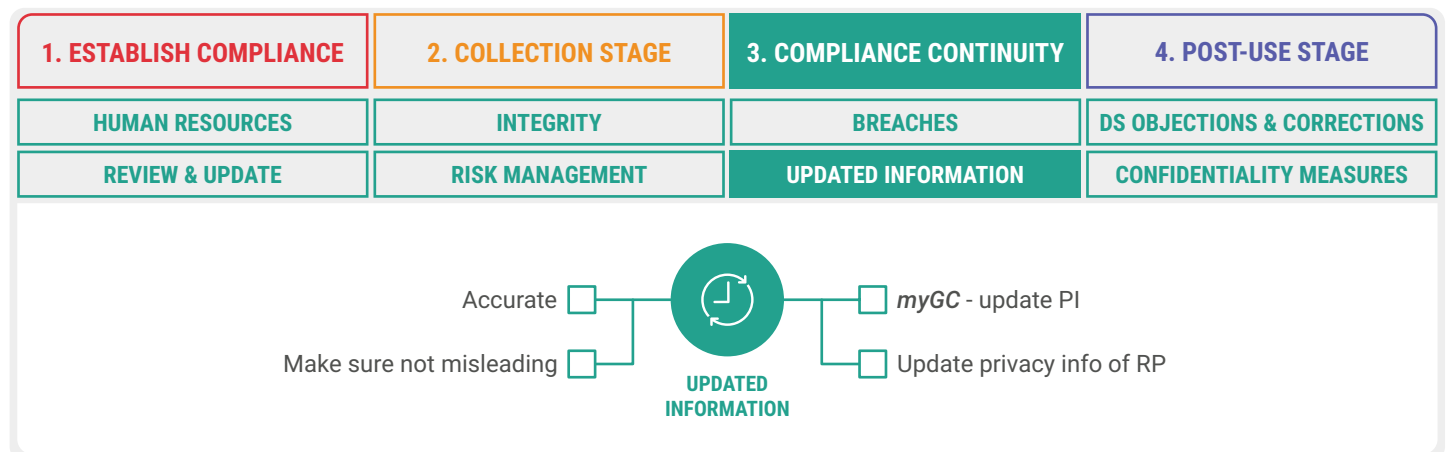 1. ESTABLISH COMPLIANCE
2. COLLECTION STAGE
3. COMPLIANCE CONTINUITY
4. POST-USE STAGE
HUMAN RESOURCES
INTEGRITY
BREACHES
DS OBJECTIONS & CORRECTIONS
REVIEW & UPDATE
RISK MANAGEMENT
UPDATED INFORMATION
CONFIDENTIALITY MEASURES
Accurate
Make sure not misleading
UPDATED
INFORMATION
myGC - update PI
Update privacy info of RP